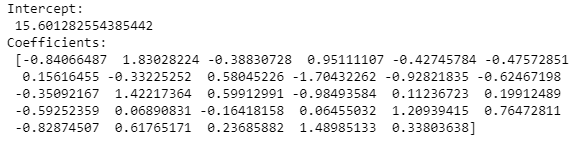 Intercept:
15.601282554385442
Coefficients:
[-0.84066487 1.83028224 -0.38830728 0.95111107 -0.42745784 -0.47572851
0.15616455 -0.33225252 0.58045226 -1.70432262 -0.92821835 -0.62467198
-0.35092167 1.42217364 0.59912991 -0.98493584 0.11236723 0.19912489
-0.59252359 0.06890831 -0.16418158 0.06455032 1.20939415 0.76472811
-0.82874507 0.61765171 0.23685882 1.48985133 0.33803638]